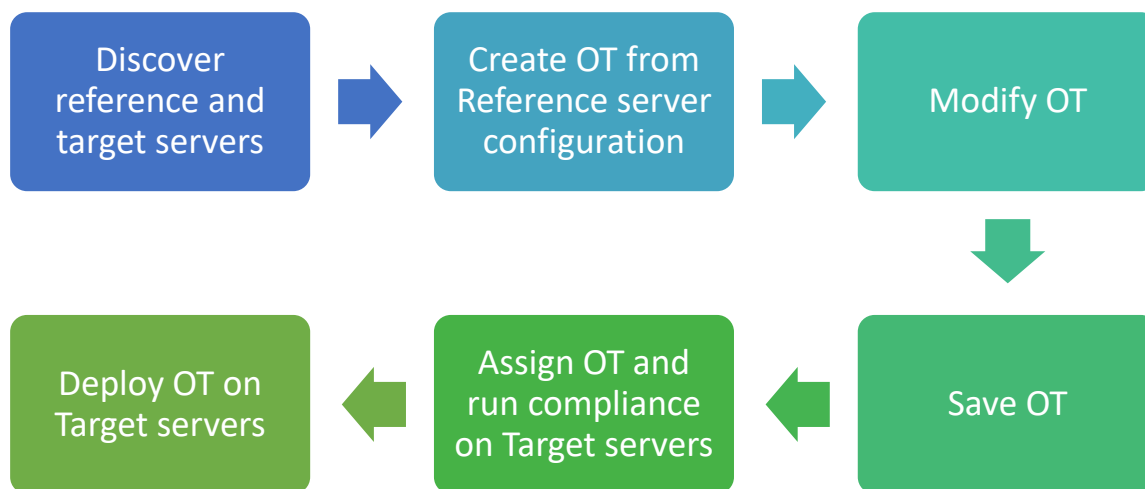 Discover
reference and
target servers
Create OT from
Reference server
configuration
Modify OT
Save OT
Assign OT and
run compliance
on Target servers
Deploy OT on
Target servers